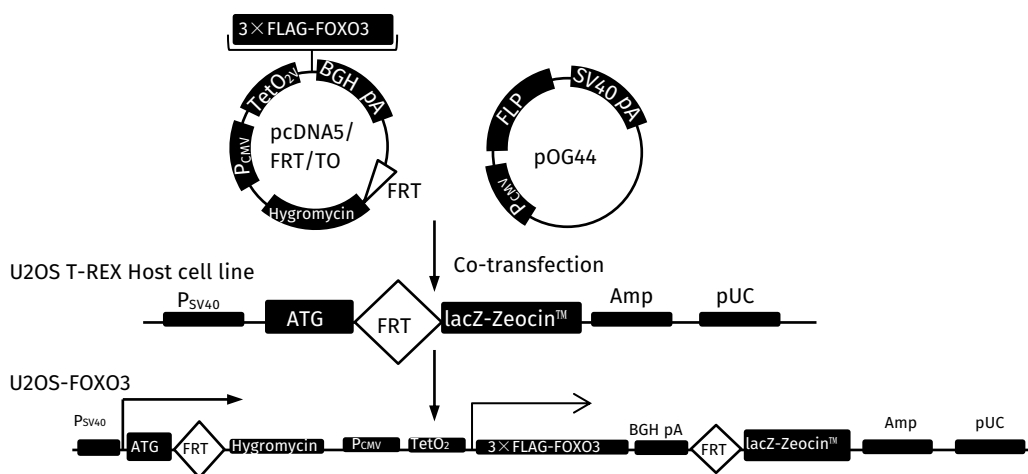 3×FLAG-FOXO3
TetO2
BGH pA
PCMV
pcDNA5/
FRT/TO
FRT
Hygromycin
FLP
SV40 pA
PCMV
pOG44
Co-transfection
U2OS T-REX Host cell line
PSV40
ATG
FRT
lacZ-Zeocin™
Amp
pUC
U2OS-FOXO3
PSV40
ATG
FRT
Hygromycin
PCMV
TetO2
3×FLAG-FOXO3
BGH pA
FRT
lacZ-Zeocin™
Amp
pUC